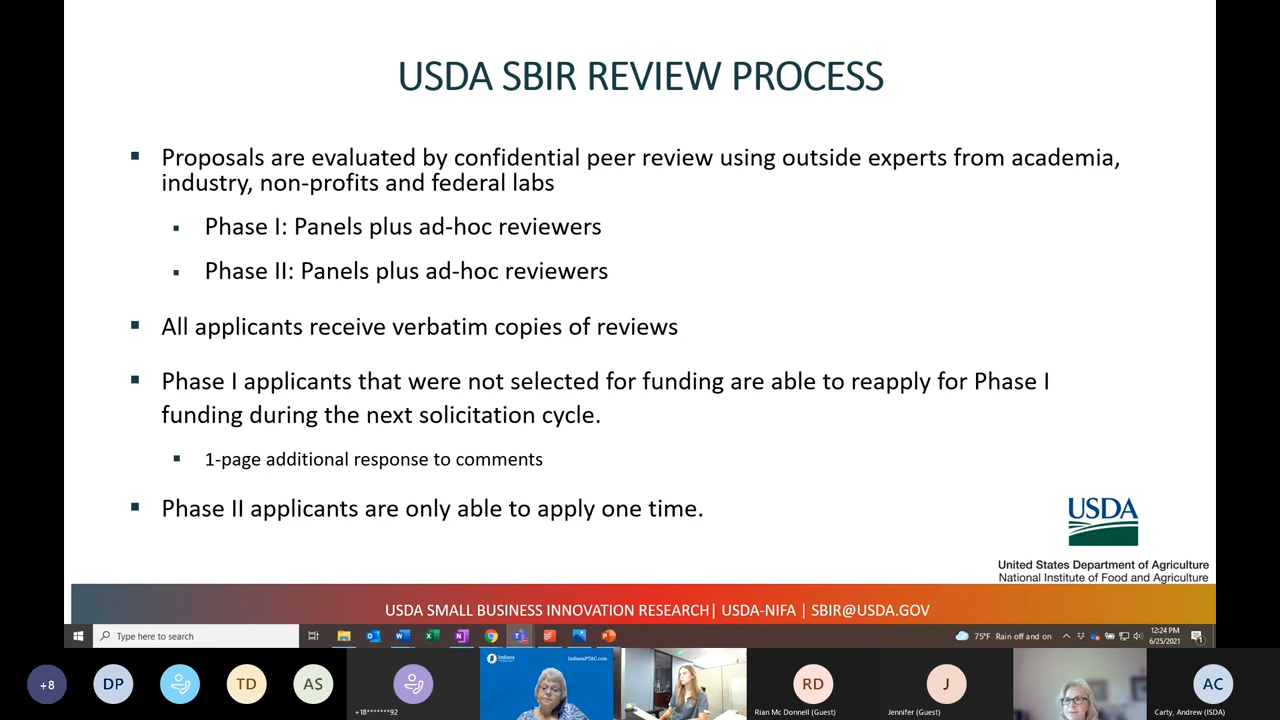 USDA SBIR REVIEW PROCESS
Proposals are evaluated by confidential peer review using outside experts from academia,
industry, non-profits and federal labs
Phase I: Panels plus ad-hoc reviewers
Phase II: Panels plus ad-hoc reviewers
All applicants receive verbatim copies of reviews
Phase I applicants that were not selected for funding are able to reapply for Phase I
funding during the next solicitation cycle.
1-page additional response to comments
Phase II applicants are only able to apply one time.
USDA
United States Department of Agriculture
National Institute of Food and Agriculture
USDA SMALL BUSINESS INNOVATION RESEARCH| USDA-NIFA | SBIR@USDA.GOV
Type here to search
75°F Rain off and on
12:24 PM
6/25/2021
+8
DP
TD
AS
+18*******92
Indiana
IndianaPTAC.com
RD
Rian Mc Donnell (Guest)
J
Jennifer (Guest)
AC
Carty, Andrew (ISDA)